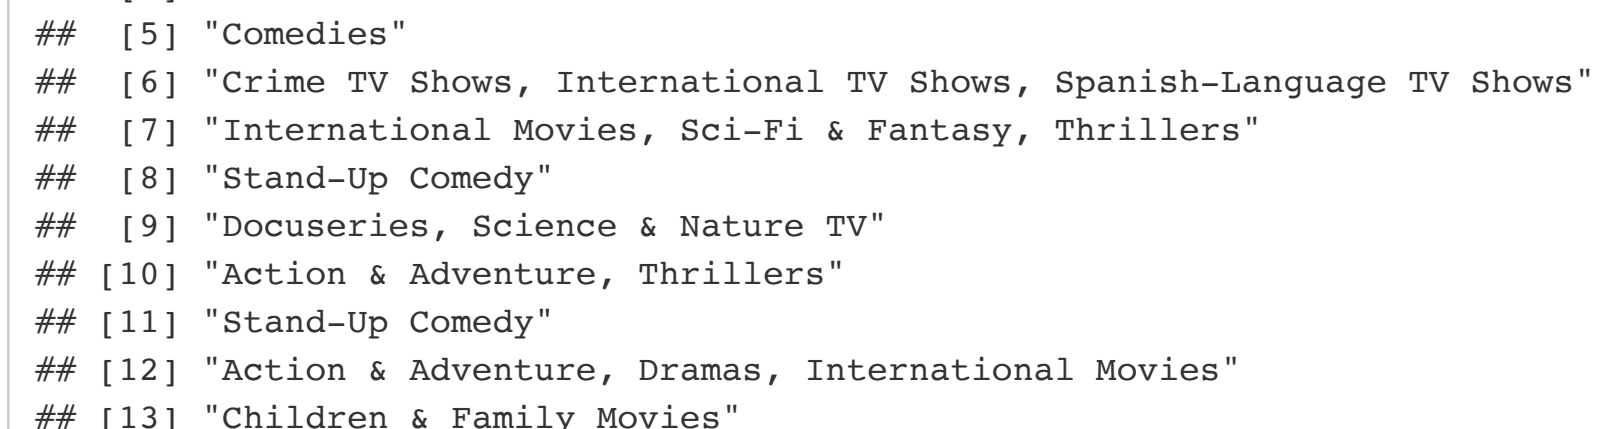 ##  [5] "Comedies"
##  [6] "Crime TV Shows, International TV Shows, Spanish-Language TV Shows"
##  [7] "International Movies, Sci-Fi & Fantasy, Thrillers"
##  [8] "Stand-Up Comedy"
##  [9] "Docuseries, Science & Nature TV"
## [10] "Action & Adventure, Thrillers"
## [11] "Stand-Up Comedy"
## [12] "Action & Adventure, Dramas, International Movies"
## [13] "Children & Family Movies"